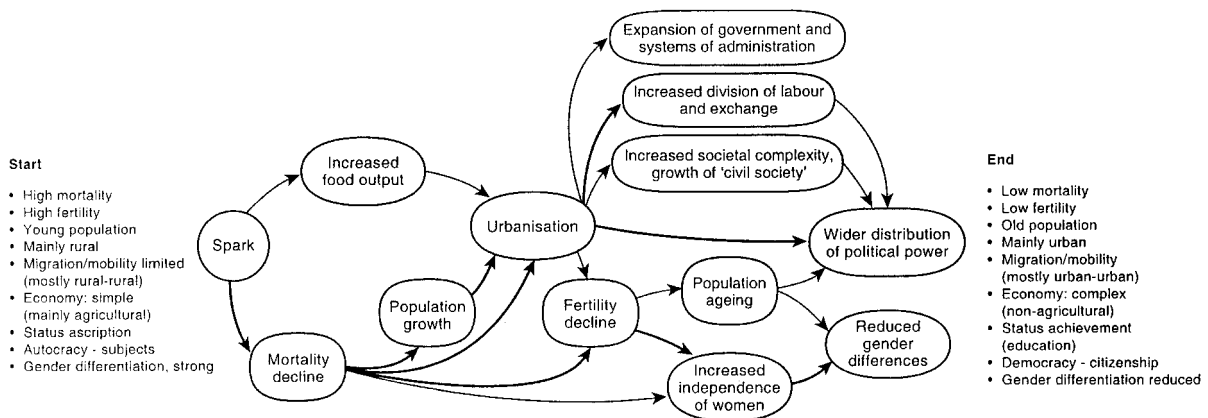 Start
• High mortality
• High fertility
• Young population
• Mainly rural
• Migration/mobility limited
(mostly rural-rural)
• Economy: simple
(mainly agricultural)
• Status ascription
• Autocracy - subjects
• Gender differentiation, strong
Spark
Increased
food output
Mortality
decline
Population
growth
Urbanisation
Fertility
decline
Expansion of government and
systems of administration
Increased division of labour
and exchange
Increased societal complexity,
growth of 'civil society'
Wider distribution
of political power
Population
ageing
Increased
independence
of women
Reduced
gender
differences
End
• Low mortality
• Low fertility
• Old population
• Mainly urban
• Migration/mobility
(mostly urban-urban)
• Economy: complex
(non-agricultural)
• Status achievement
(education)
• Democracy - citizenship
• Gender differentiation reduced